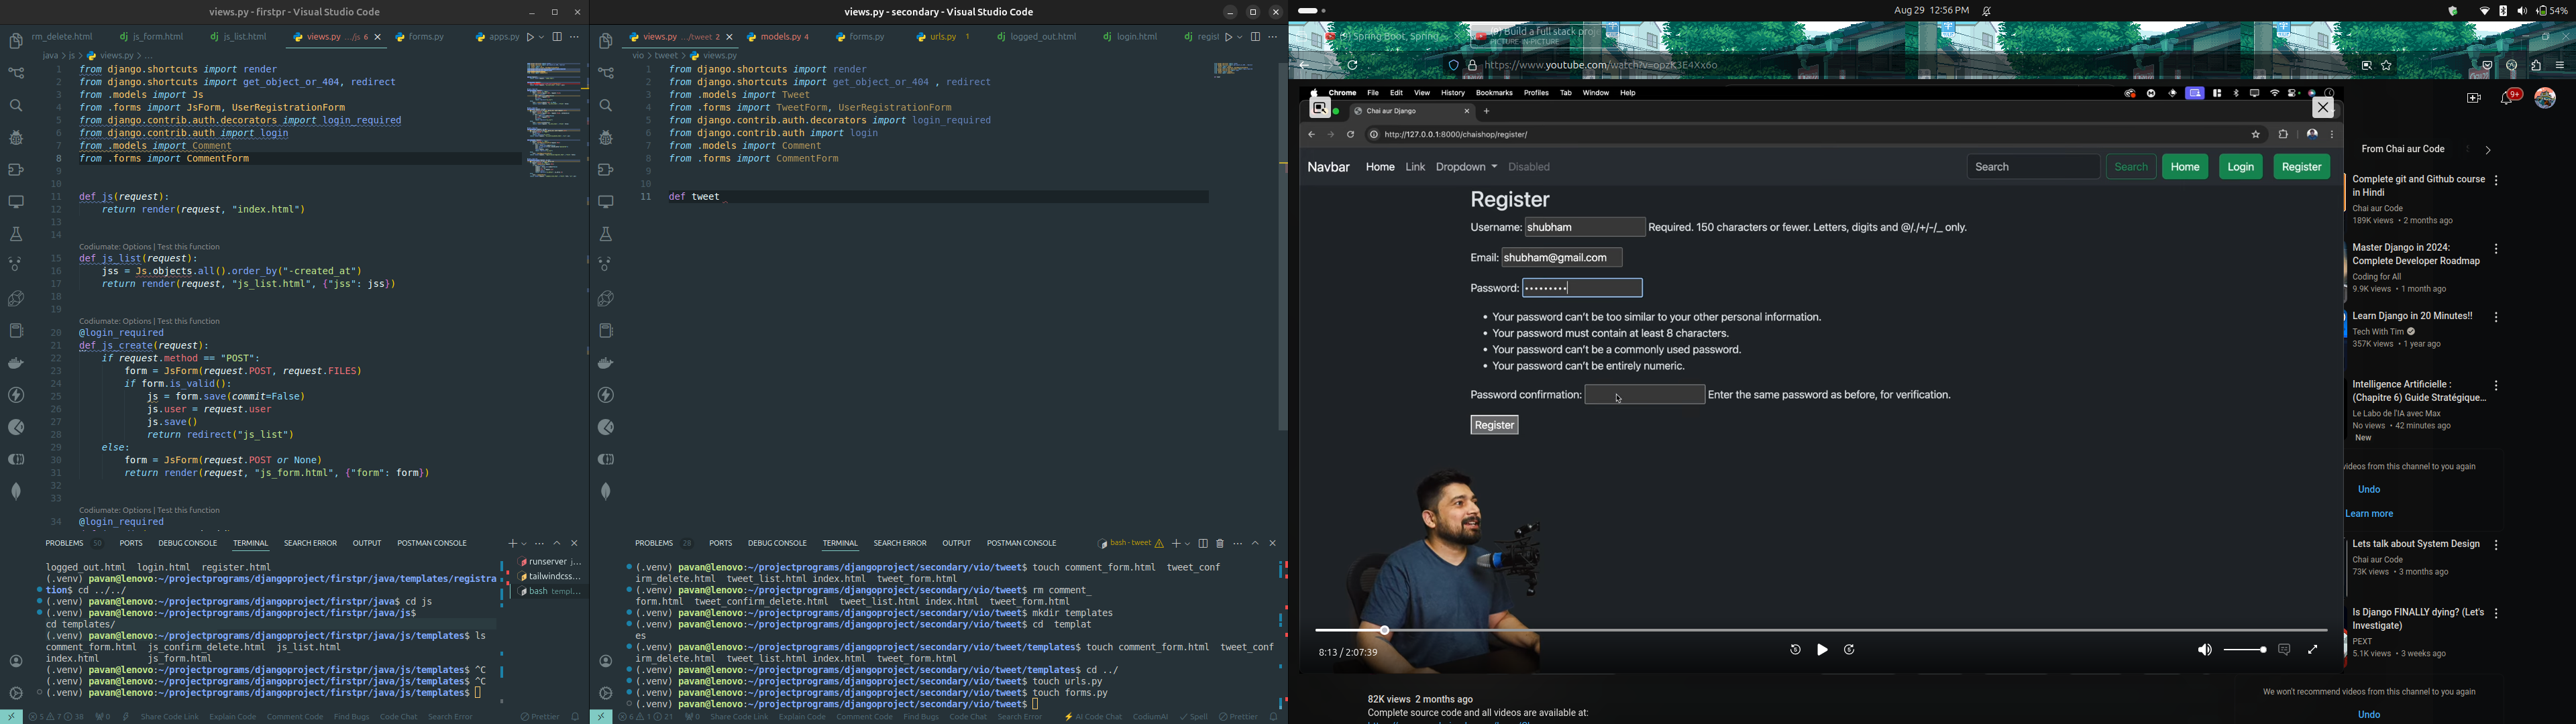 views.py - firstpr - Visual Studio Code
rm_delete.html js_form.html js_list.html views.py .../js 6 forms.py apps.py
java > js > views.py > ...
1 from django.shortcuts import render
2 from django.shortcuts import get_object_or_404, redirect
3 from .models import Js
4 from .forms import JsForm, UserRegistrationForm
5 from django.contrib.auth.decorators import login_required
6 from django.contrib.auth import login
7 from .models import Comment
8 from .forms import CommentForm
9
10
11 def js(request):
12 return render(request, "index.html")
13
14
Codiumate: Options | Test this function
15 def js_list(request):
16 jss = Js.objects.all().order_by("-created_at")
17 return render(request, "js_list.html", {"jss": jss})
18
19
Codiumate: Options | Test this function
20 @login_required
21 def js_create(request):
22 if request.method == "POST":
23 form = JsForm(request.POST, request.FILES)
24 if form.is_valid():
25 js = form.save(commit=False)
26 js.user = request.user
27 js.save()
28 return redirect("js_list")
29 else:
30 form = JsForm(request.POST or None)
31 return render(request, "js_form.html", {"form": form})
32
33
Codiumate: Options | Test this function
34 @login_required
PROBLEMS 50 PORTS DEBUG CONSOLE TERMINAL SEARCH ERROR OUTPUT POSTMAN CONSOLE
logged_out.html login.html register.html
(.venv) pavan@lenovo:~/projectprograms/djangoproject/firstpr/java/templates/registra
tion$ cd ../../
(.venv) pavan@lenovo:~/projectprograms/djangoproject/firstpr/java$ cd js
(.venv) pavan@lenovo:~/projectprograms/djangoproject/firstpr/java/js$
cd templates/
(.venv) pavan@lenovo:~/projectprograms/djangoproject/firstpr/java/js/templates$ ls
comment_form.html js_confirm_delete.html js_list.html
index.html js_form.html
(.venv) pavan@lenovo:~/projectprograms/djangoproject/firstpr/java/js/templates$ ^C
(.venv) pavan@lenovo:~/projectprograms/djangoproject/firstpr/java/js/templates$ ^C
(.venv) pavan@lenovo:~/projectprograms/djangoproject/firstpr/java/js/templates$
runserver j...
tailwindcss...
bash templ...
Share Code Link Explain Code Comment Code Find Bugs Code Chat Search Error Prettier
views.py - secondary - Visual Studio Code
views.py .../tweet 2 models.py 4 forms.py urls.py 1 logged_out.html login.html regist
vio > tweet > views.py
1 from django.shortcuts import render
2 from django.shortcuts import get_object_or_404 , redirect
3 from .models import Tweet
4 from .forms import TweetForm, UserRegistrationForm
5 from django.contrib.auth.decorators import login_required
6 from django.contrib.auth import login
7 from .models import Comment
8 from .forms import CommentForm
9
10
11 def tweet
PROBLEMS 28 PORTS DEBUG CONSOLE TERMINAL SEARCH ERROR OUTPUT POSTMAN CONSOLE bash - tweet
(.venv) pavan@lenovo:~/projectprograms/djangoproject/secondary/vio/tweet$ touch comment_form.html tweet_conf
irm_delete.html tweet_list.html index.html tweet_form.html
(.venv) pavan@lenovo:~/projectprograms/djangoproject/secondary/vio/tweet$ rm comment_
form.html tweet_confirm_delete.html tweet_list.html index.html tweet_form.html
(.venv) pavan@lenovo:~/projectprograms/djangoproject/secondary/vio/tweet$ mkdir templates
(.venv) pavan@lenovo:~/projectprograms/djangoproject/secondary/vio/tweet$ cd templat
es
(.venv) pavan@lenovo:~/projectprograms/djangoproject/secondary/vio/tweet/templates$ touch comment_form.html tweet_conf
irm_delete.html tweet_list.html index.html tweet_form.html
(.venv) pavan@lenovo:~/projectprograms/djangoproject/secondary/vio/tweet/templates$ cd ../
(.venv) pavan@lenovo:~/projectprograms/djangoproject/secondary/vio/tweet$ touch urls.py
(.venv) pavan@lenovo:~/projectprograms/djangoproject/secondary/vio/tweet$ touch forms.py
(.venv) pavan@lenovo:~/projectprograms/djangoproject/secondary/vio/tweet$
Share Code Link Explain Code Comment Code Find Bugs Code Chat Search Error AI Code Chat CodiumAI Spell Prettier
Aug 29 12:56 PM 54%
(9) Spring Boot, Spring (9) Build a full stack proj
PICTURE-IN-PICTURE
https://www.youtube.com/watch?v=opzK3E4Xx6o
9+
Chrome File Edit View History Bookmarks Profiles Tab Window Help
Chai aur Django
http://127.0.0.1:8000/chaishop/register/
Navbar Home Link Dropdown Disabled Search Search Home Login Register
Register
Username: shubham Required. 150 characters or fewer. Letters, digits and @/./+/-/_ only.
Email: shubham@gmail.com
Password: •••••••••
• Your password can't be too similar to your other personal information.
• Your password must contain at least 8 characters.
• Your password can't be a commonly used password.
• Your password can't be entirely numeric.
Password confirmation: Enter the same password as before, for verification.
Register
8:13 / 2:07:39
82K views 2 months ago
Complete source code and all videos are available at:
From Chai aur Code
Complete git and Github course
in Hindi
Chai aur Code
189K views • 2 months ago
Master Django in 2024:
Complete Developer Roadmap
Coding for All
9.9K views • 1 month ago
Learn Django in 20 Minutes!!
Tech With Tim
357K views • 1 year ago
Intelligence Artificielle :
(Chapitre 6) Guide Stratégique...
Le Labo de l'IA avec Max
No views • 42 minutes ago
New
videos from this channel to you again
Undo
Learn more
Lets talk about System Design
Chai aur Code
73K views • 3 months ago
Is Django FINALLY dying? (Let's
Investigate)
PEXT
5.1K views • 3 weeks ago
We won't recommend videos from this channel to you again
Undo